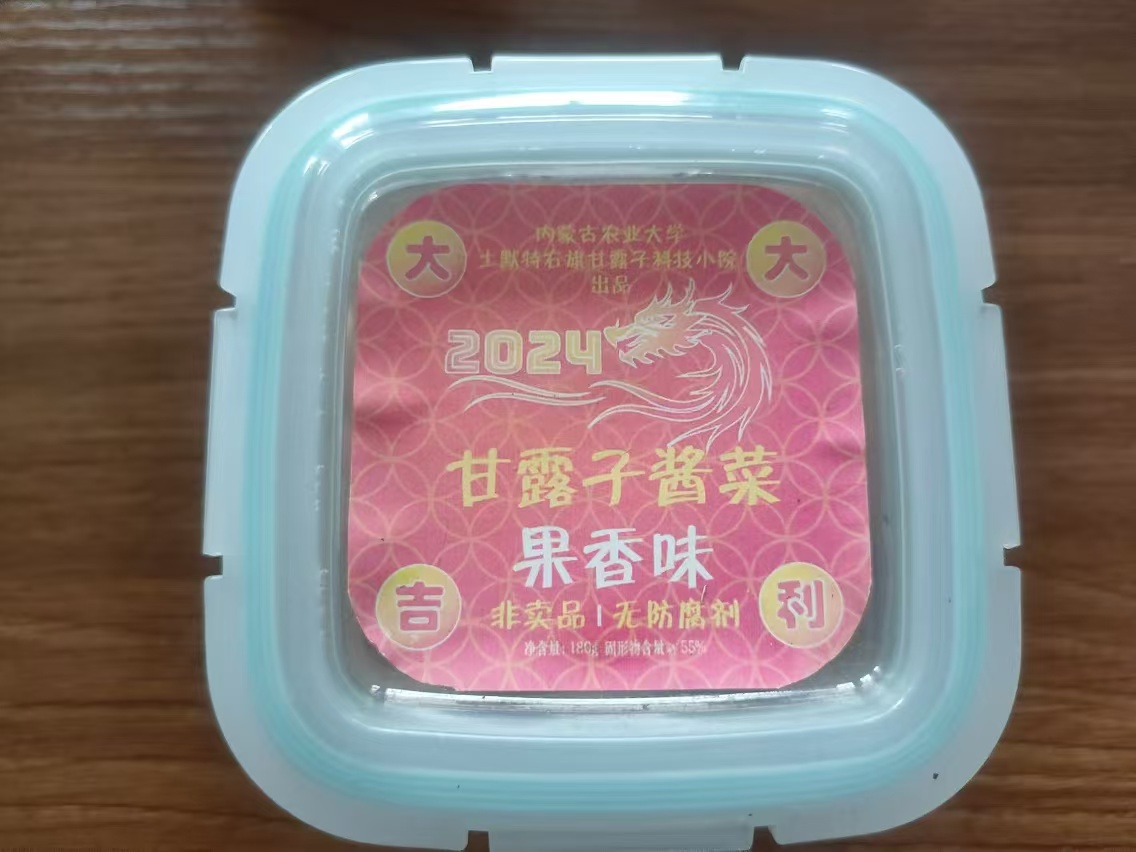 大 大
内蒙古农业大学
土默特右旗甘露子科技小院
出品
2024
甘露子酱菜
果香味
吉 利
非卖品 | 无防腐剂
净含量: 180g 固形物含量≥55%